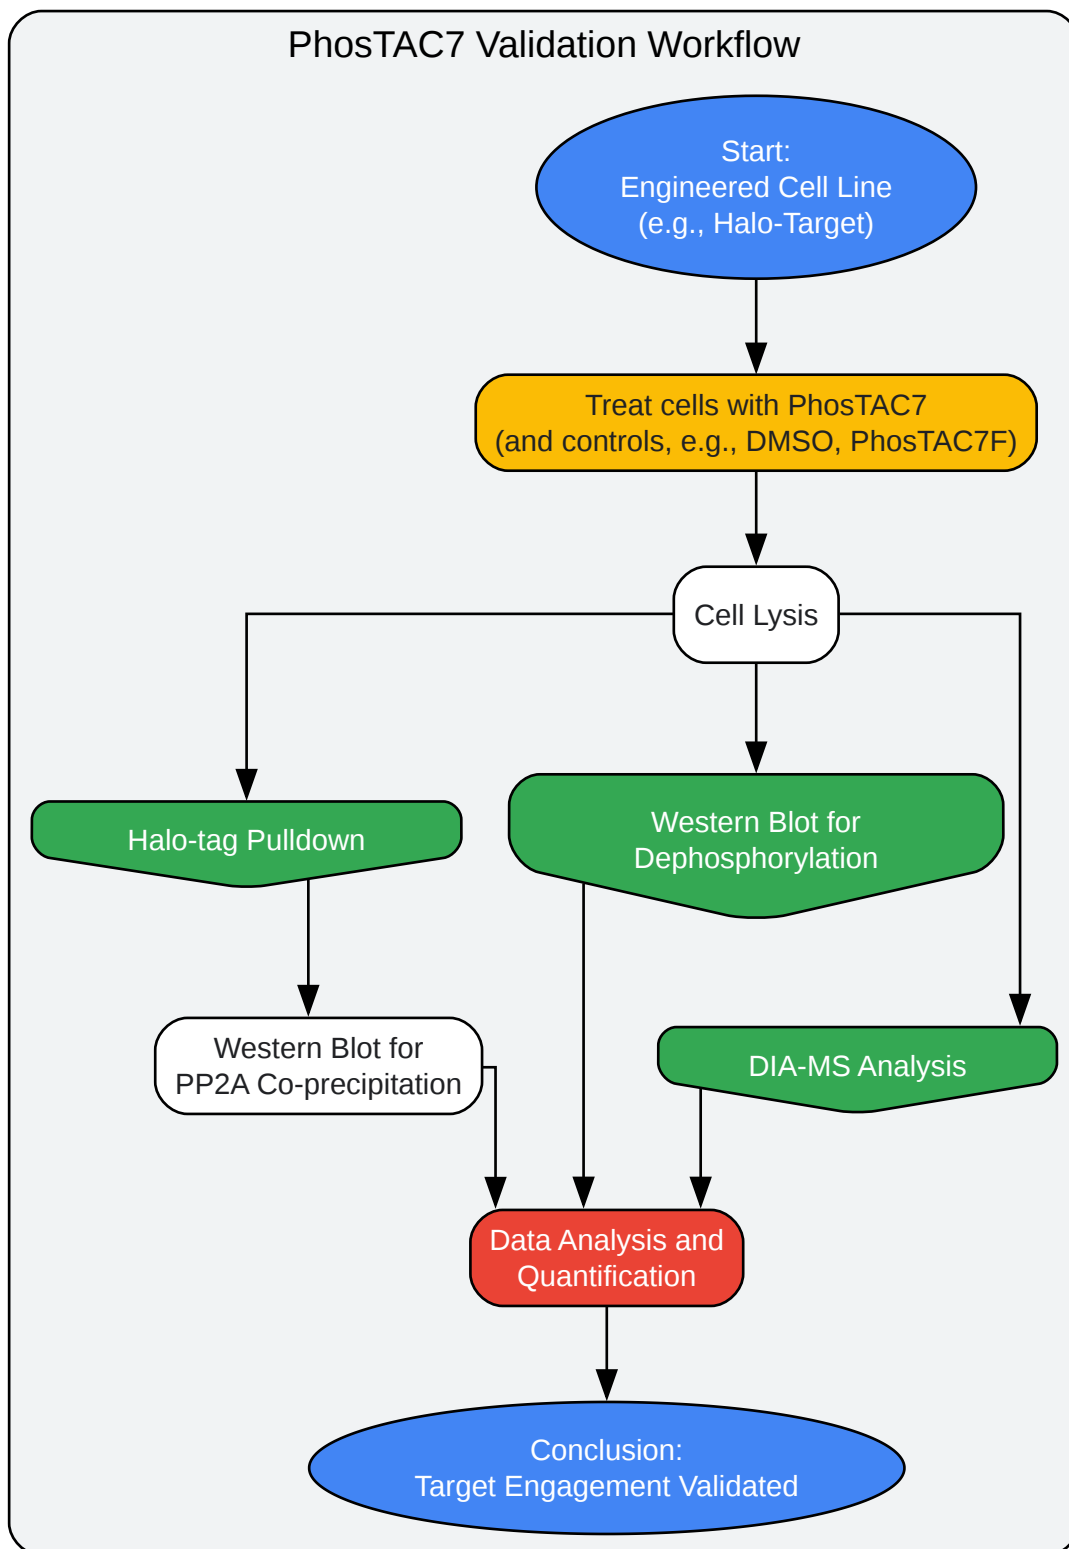 PhosTAC7 Validation Workflow
Start:
Engineered Cell Line
(e.g., Halo-Target)
Treat cells with PhosTAC7
(and controls, e.g., DMSO, PhosTAC7F)
Cell Lysis
Halo-tag Pulldown
Western Blot for
Dephosphorylation
Western Blot for
PP2A Co-precipitation
DIA-MS Analysis
Data Analysis and
Quantification
Conclusion:
Target Engagement Validated